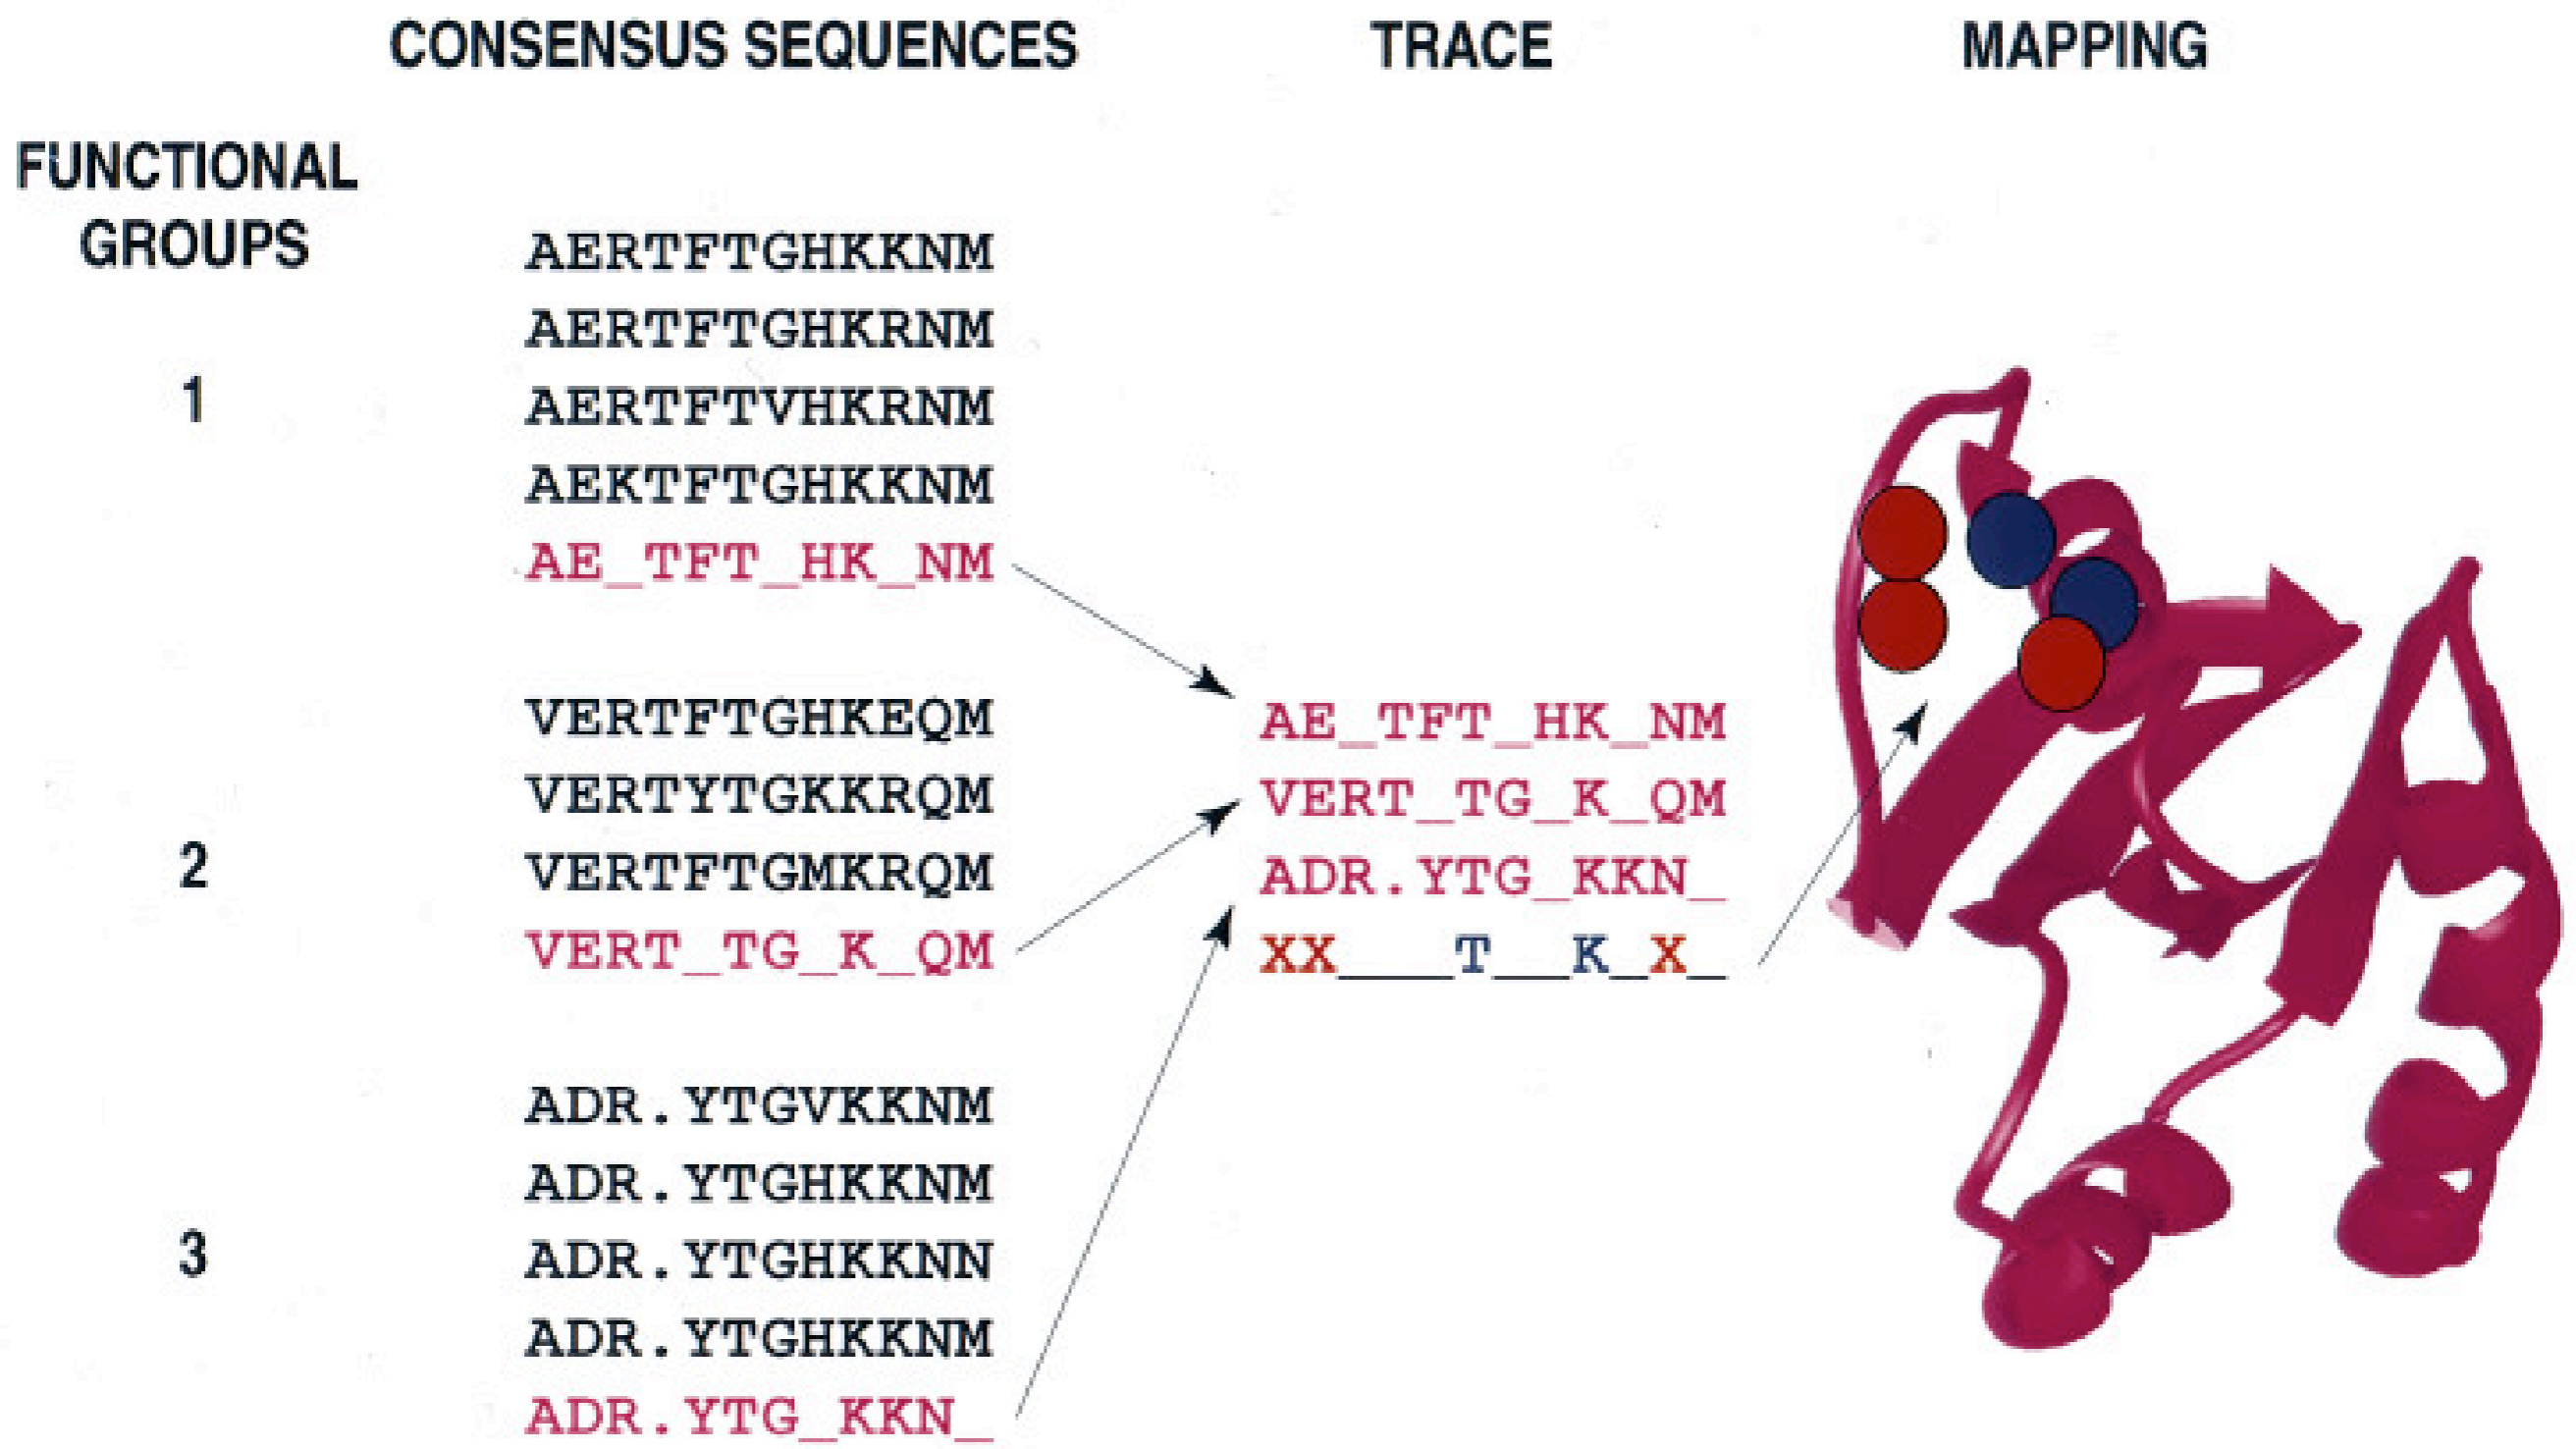 CONSENSUS SEQUENCES
TRACE
MAPPING
FUNCTIONAL
GROUPS
1
AERTFTGHKKNM
AERTFTGHKRNM
AERTFTVHKRNM
AEKTFTGHKKNM
AE_TFT_HK_NM
2
VERTFTGHKEQM
VERTYTGKKRQM
VERTFTGMKRQM
VERT_TG_K_QM
3
ADR.YTGVKKNM
ADR.YTGHKKNM
ADR.YTGHKKNN
ADR.YTGHKKNM
ADR.YTG_KKN_
AE_TFT_HK_NM
VERT_TG_K_QM
ADR.YTG_KKN_
XX___T__K_X_